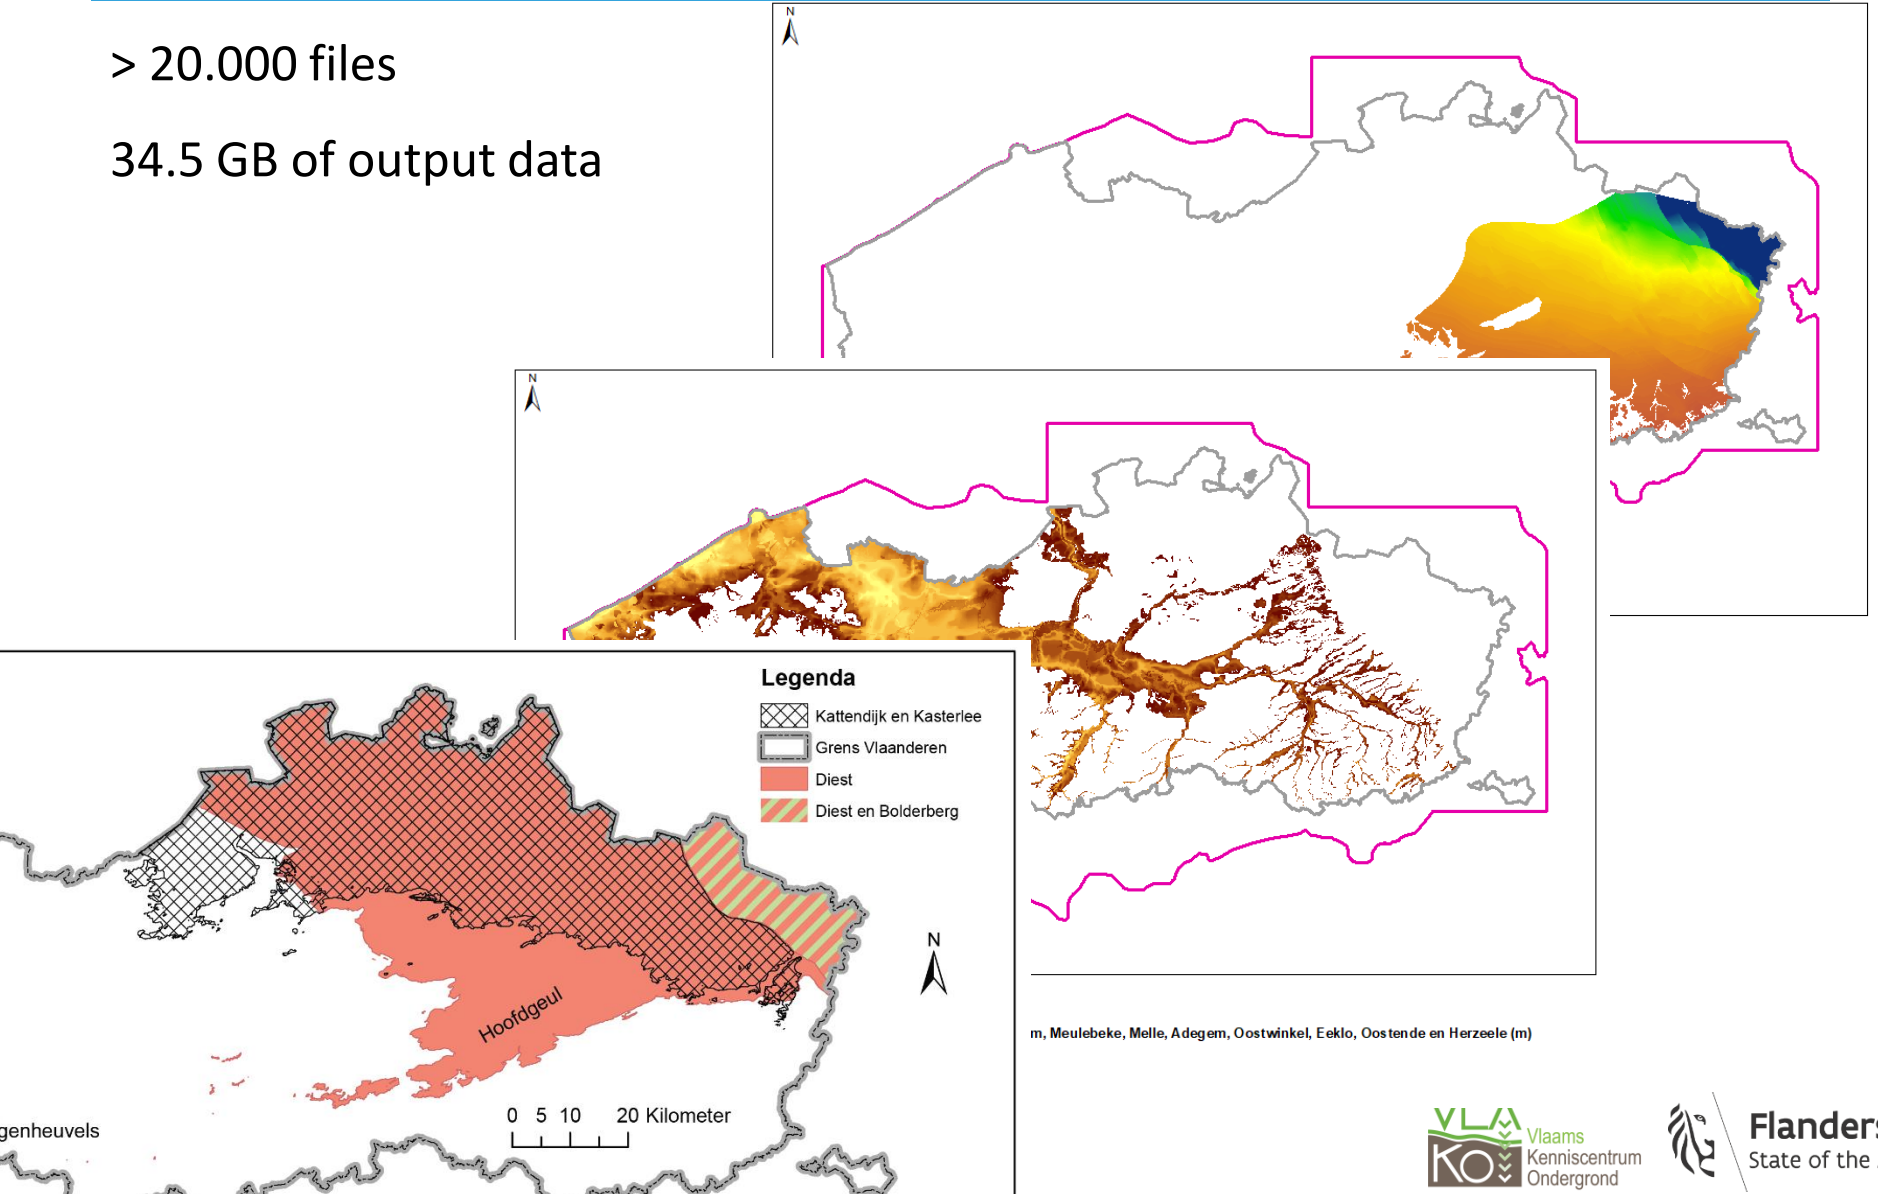 > 20.000 files
34.5 GB of output data
N
N
Legenda
Kattendijk en Kasterlee
Grens Vlaanderen
Diest
Diest en Bolderberg
N
Hoofdgeul
0 5 10 20 Kilometer
genheuvels
m, Meulebeke, Melle, Adegem, Oostwinkel, Eeklo, Oostende en Herzeele (m)
VLA
KO
Vlaams
Kenniscentrum
Ondergrond
Flanders
State of the